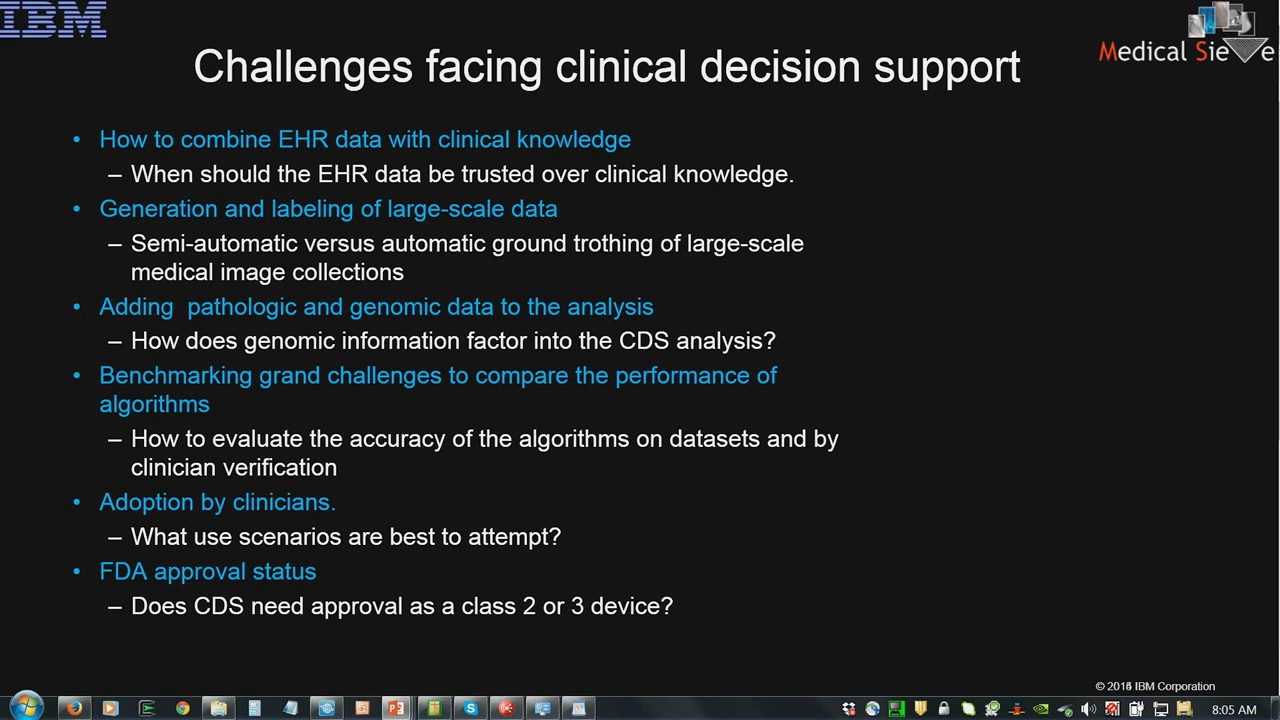 IBM
Medical Sieve
Challenges facing clinical decision support
• How to combine EHR data with clinical knowledge
– When should the EHR data be trusted over clinical knowledge.
• Generation and labeling of large-scale data
– Semi-automatic versus automatic ground trothing of large-scale
medical image collections
• Adding pathologic and genomic data to the analysis
– How does genomic information factor into the CDS analysis?
• Benchmarking grand challenges to compare the performance of
algorithms
– How to evaluate the accuracy of the algorithms on datasets and by
clinician verification
• Adoption by clinicians.
– What use scenarios are best to attempt?
• FDA approval status
– Does CDS need approval as a class 2 or 3 device?
© IBM Corporation
8:05 AM